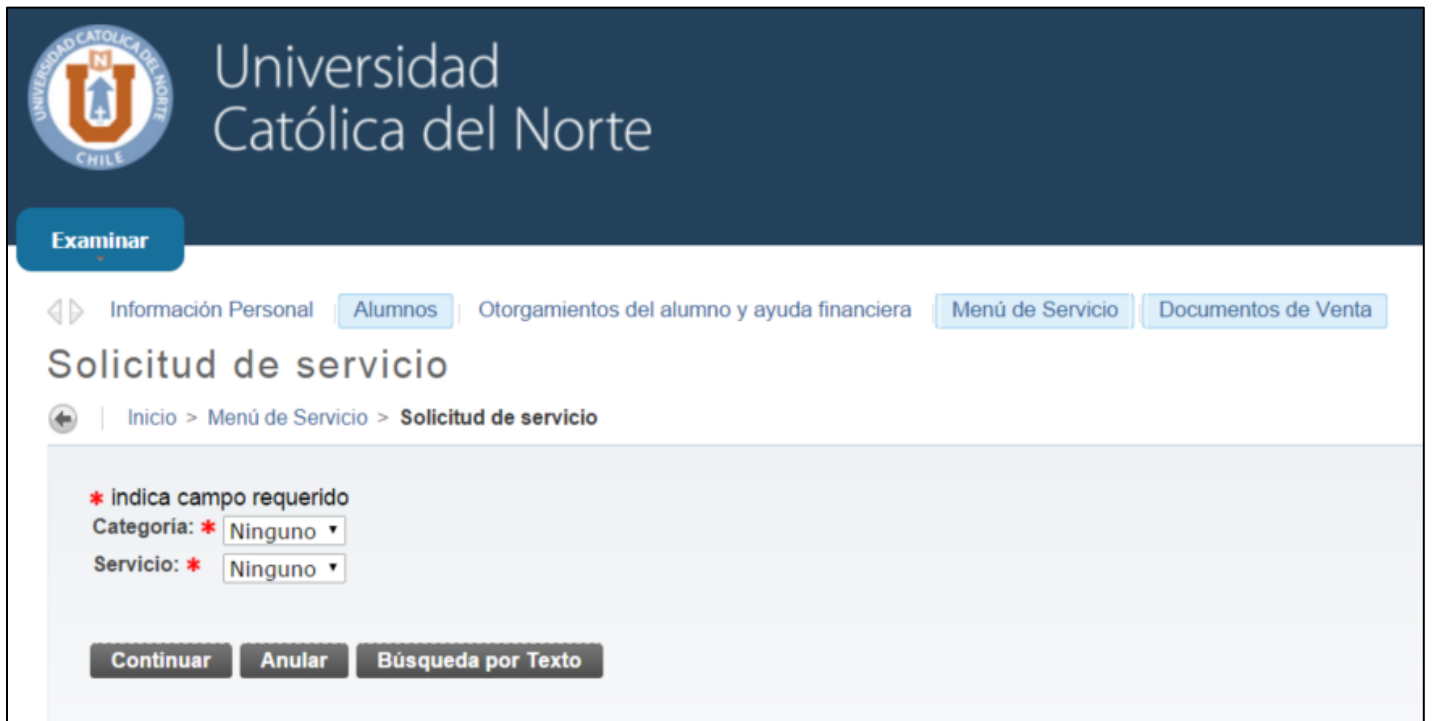 UNIVERSIDAD CATOLICA DEL NORTE
N
CHILE
Universidad
Católica del Norte
Examinar
Información Personal Alumnos Otorgamientos del alumno y ayuda financiera Menú de Servicio Documentos de Venta
Solicitud de servicio
Inicio > Menú de Servicio > Solicitud de servicio
* indica campo requerido
Categoría: * Ninguno
Servicio: * Ninguno
Continuar Anular Búsqueda por Texto